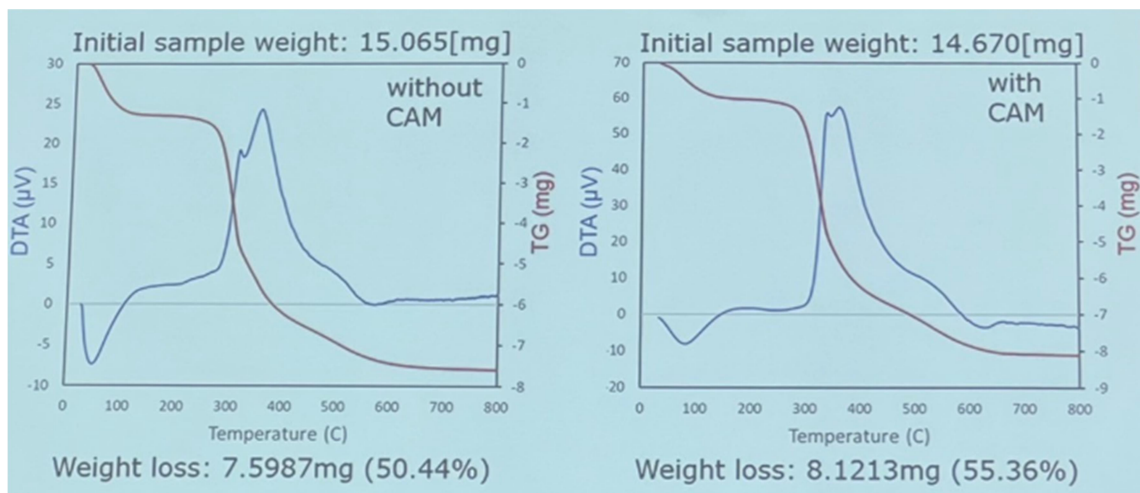 Initial sample weight: 15.065[mg]
without
CAM
30
25
20
15
10
5
0
-5
-10
DTA (µV)
0
-1
-2
-3
-4
-5
-6
-7
-8
TG (mg)
0 100 200 300 400 500 600 700 800
Temperature (C)
Weight loss: 7.5987mg (50.44%)
Initial sample weight: 14.670[mg]
with
CAM
70
60
50
40
30
20
10
0
-10
-20
DTA (µV)
0
-1
-2
-3
-4
-5
-6
-7
-8
-9
TG (mg)
0 100 200 300 400 500 600 700 800
Temperature (C)
Weight loss: 8.1213mg (55.36%)